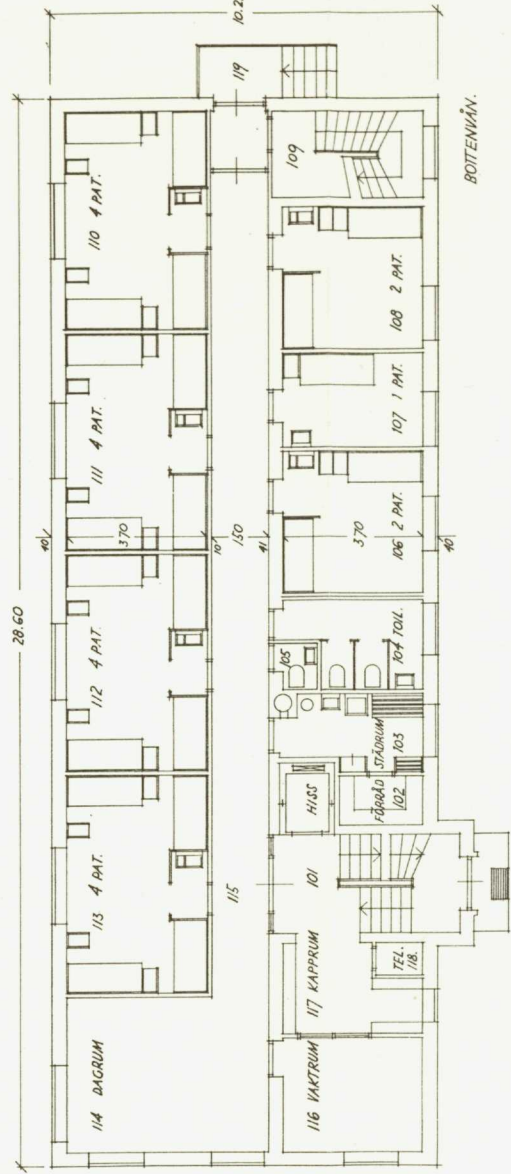 28.60
10.2
113 4 PAT.
112 4 PAT.
111 4 PAT.
110 4 PAT.
114 DAGRUM
40
370
10
150
41
370
40
115
119
116 VAKTRUM
117 KAPPRUM
TEL.
118.
101
HISS
FÖRRÅD
102
STÄDRUM
103
104 TOIL.
105
106 2 PAT.
107 1 PAT.
108 2 PAT.
109
BOTTENVÅN.